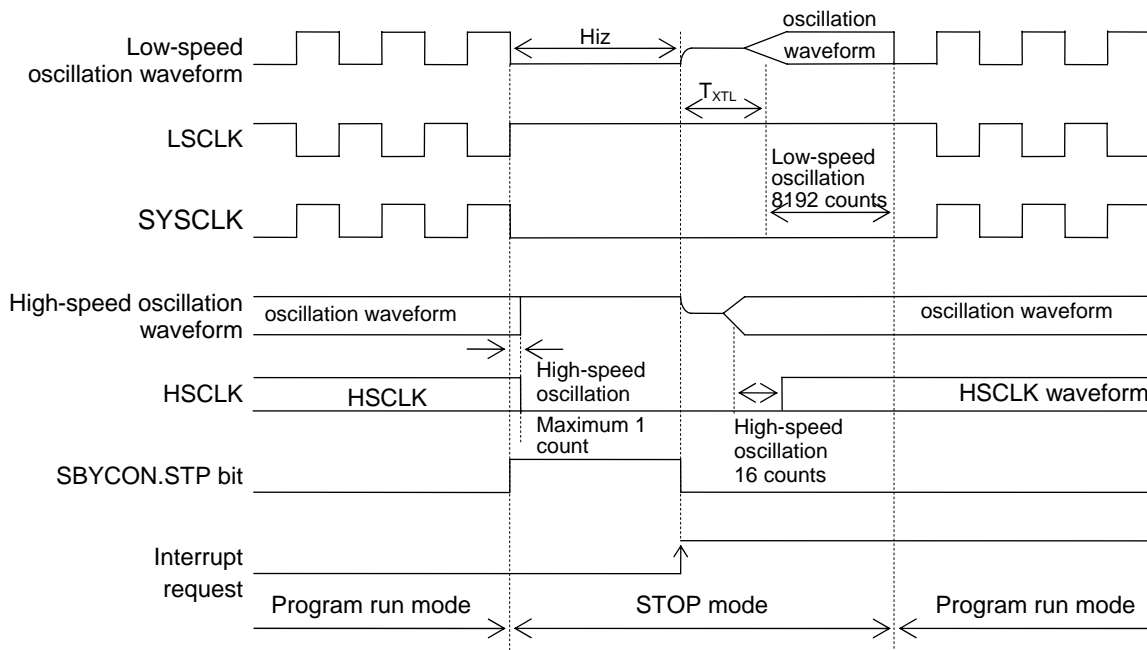 oscillation
waveform
Low-speed
oscillation waveform
Hiz
TXTL
LSCLK
Low-speed
oscillation
8192 counts
SYSCLK
High-speed oscillation
waveform
oscillation waveform
oscillation waveform
HSCLK
HSCLK
High-speed
oscillation
Maximum 1
count
HSCLK waveform
High-speed
oscillation
16 counts
SBYCON.STP bit
Interrupt
request
Program run mode
STOP mode
Program run mode